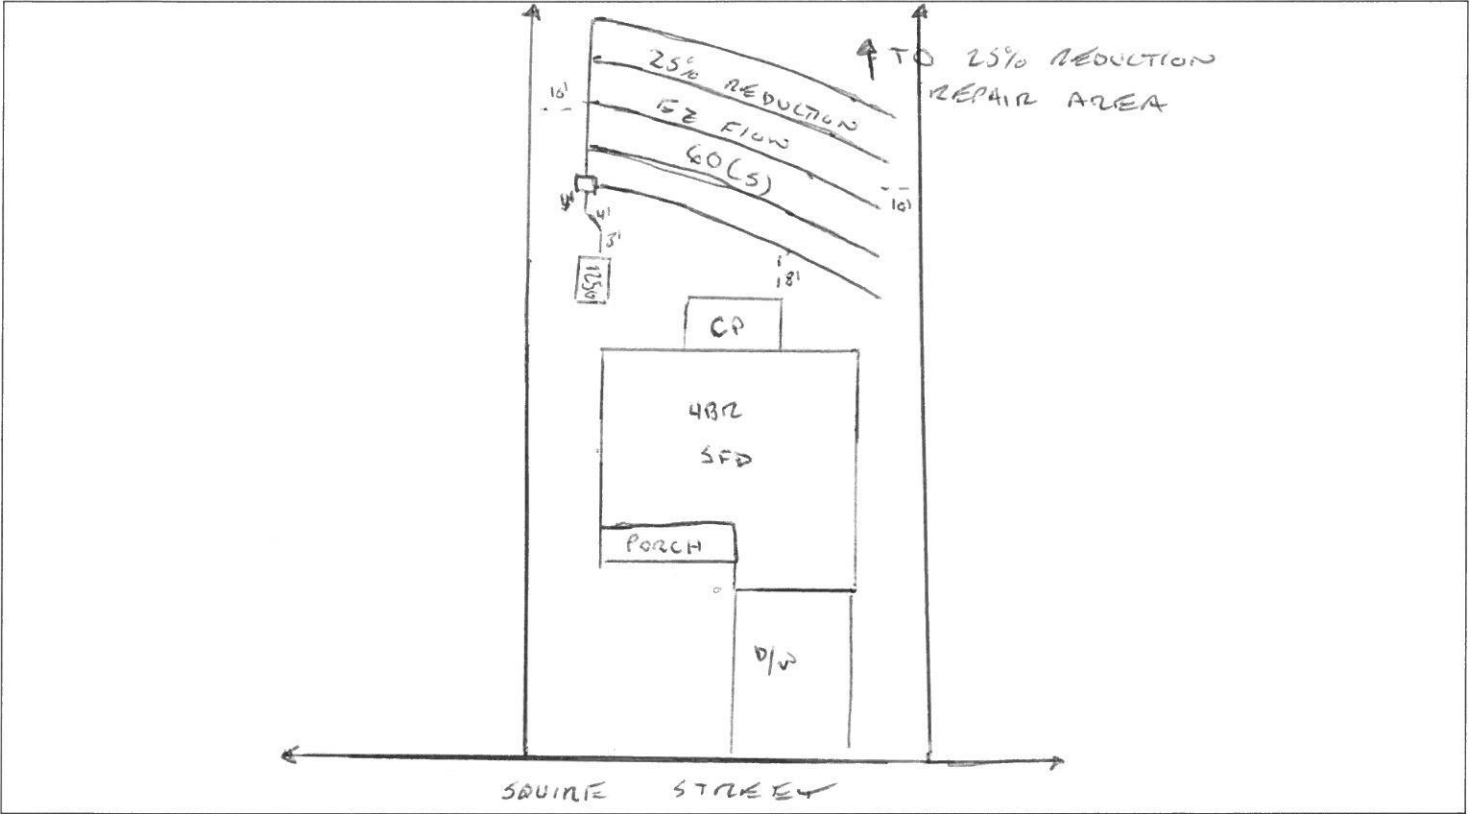 ↑ TO 25% REDUCTION
REPAIR AREA
25% REDUCTION
10'
EZ FLOW
60(5)
10'
4'
3'
1250
18'
CP
4BR
SFD
PORCH
D/W
SQUIRE STREET